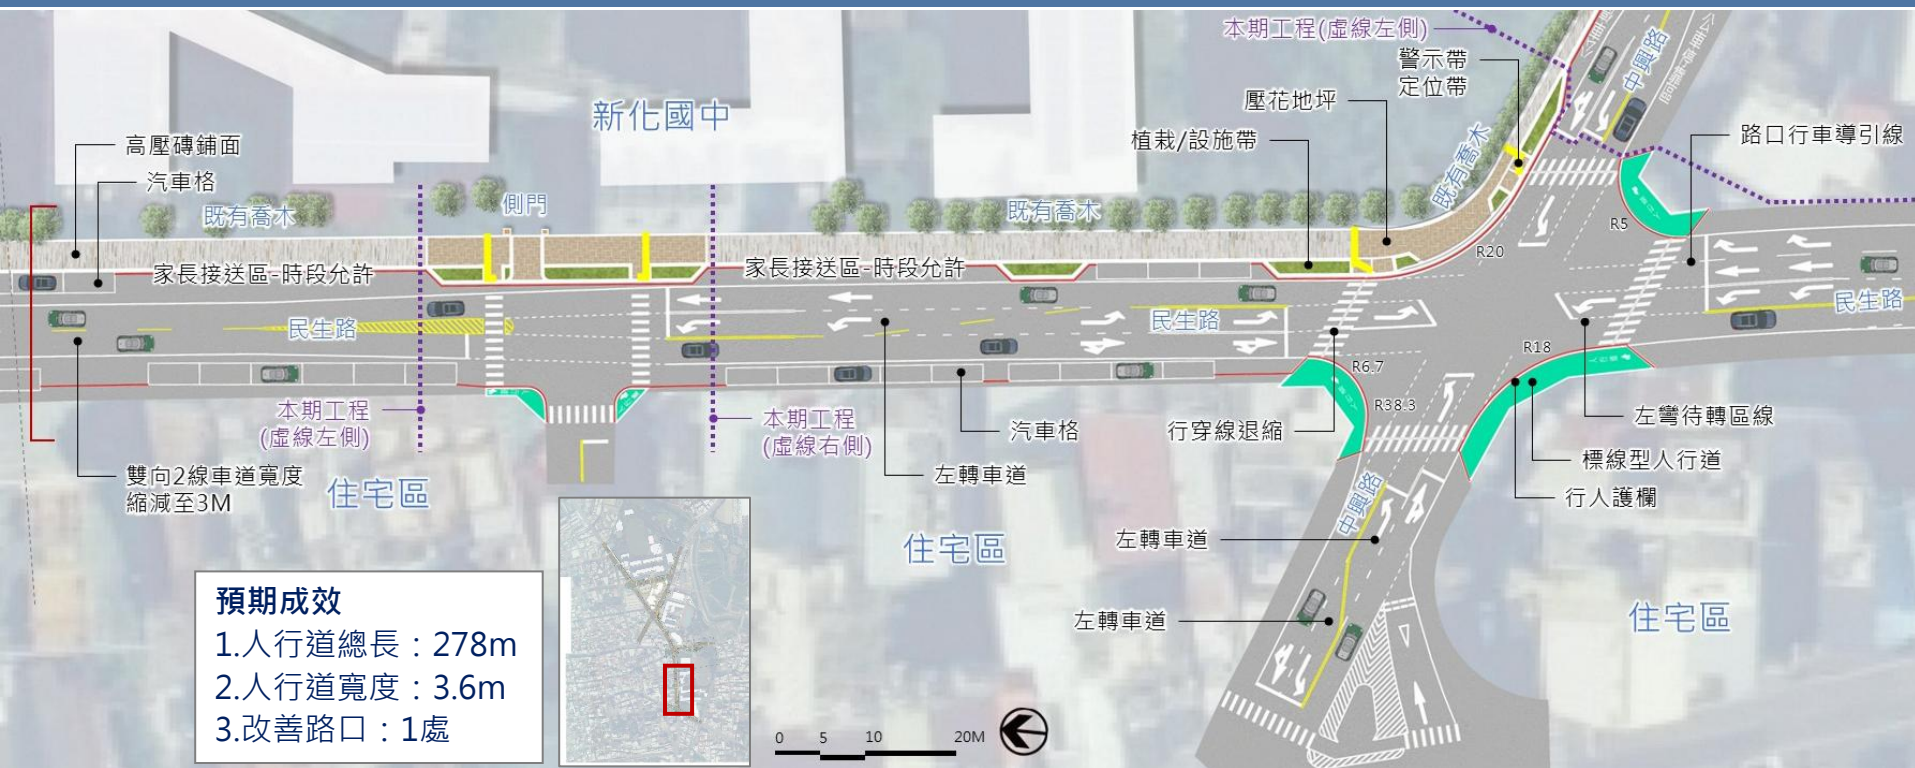 本期工程(虛線左側)
警示帶
定位帶
中興路
新化國中
壓花地坪
植栽/設施帶
既有喬木
路口行車導引線
高壓磚鋪面
汽車格
既有喬木
側門
既有喬木
R5
R20
家長接送區-時段允許
家長接送區-時段允許
民生路
民生路
民生路
R18
R6.7
R38.3
本期工程
(虛線左側)
本期工程
(虛線右側)
汽車格
行穿線退縮
左彎待轉區線
雙向2線車道寬度
縮減至3M
住宅區
左轉車道
標線型人行道
行人護欄
中興路
住宅區
左轉車道
左轉車道
住宅區
預期成效
1.人行道總長：278m
2.人行道寬度：3.6m
3.改善路口：1處
0 5 10 20M